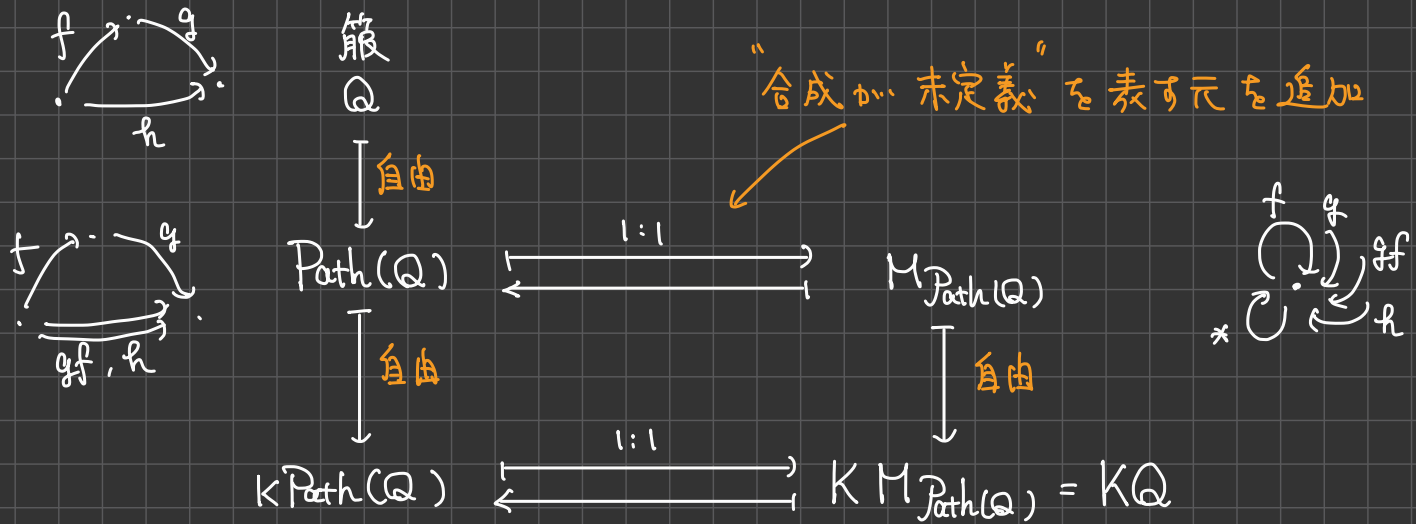 f g
h
箙
Q
"合成が 未定義" を表す元を追加
自由
f g
gf, h
Path(Q)
1:1
M_Path(Q)
f g
gf
h
*
自由
自由
KPath(Q)
1:1
K M_Path(Q) = KQ